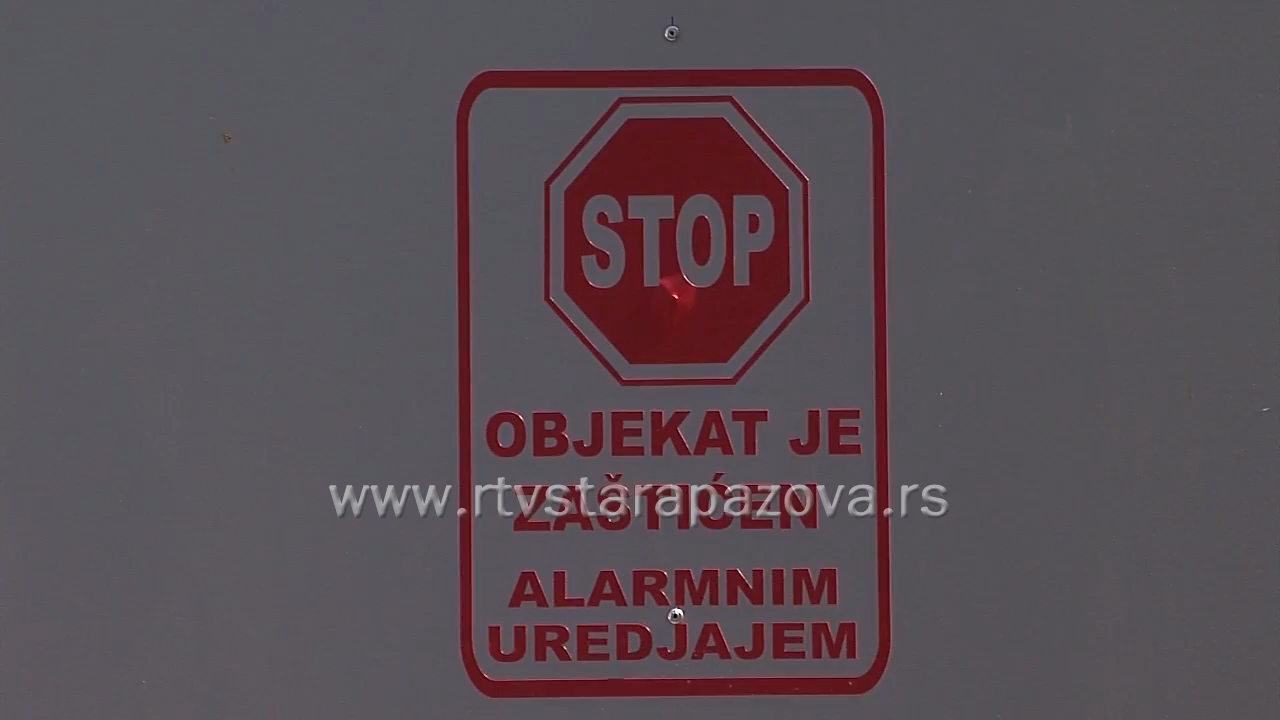 STOP
OBJEKAT JE
www.rtvstarapazova.rs
ZAŠTIĆEN
ALARMNIM
UREDJAJEM